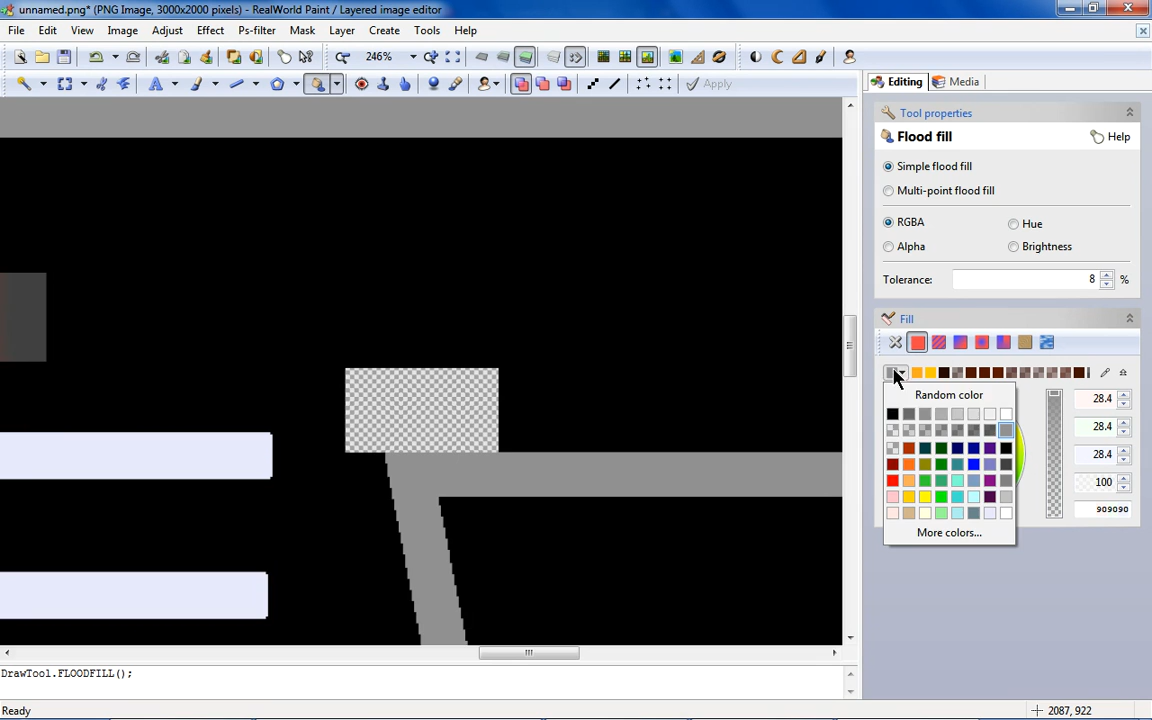 unnamed.png* (PNG Image, 3000x2000 pixels) - RealWorld Paint / Layered image editor
File Edit View Image Adjust Effect Ps-filter Mask Layer Create Tools Help
246%
Apply
Editing Media
Tool properties
Flood fill Help
Simple flood fill
Multi-point flood fill
RGBA Hue
Alpha Brightness
Tolerance: 8 %
Fill
Random color
28.4
28.4
28.4
100
909090
More colors...
DrawTool.FLOODFILL();
Ready 2087, 922